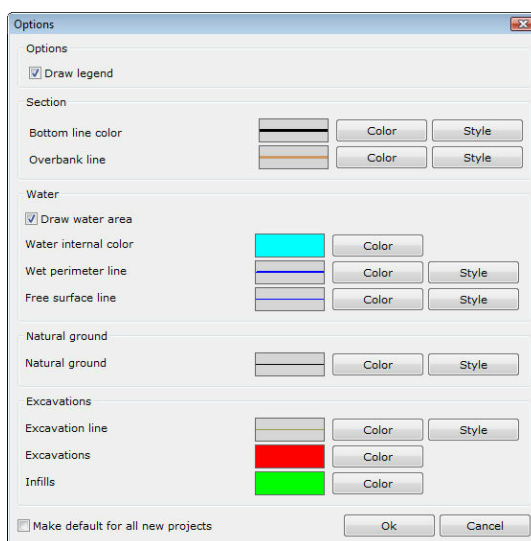 Options
Options
Draw legend
Section
Bottom line color Color Style
Overbank line Color Style
Water
Draw water area
Water internal color Color
Wet perimeter line Color Style
Free surface line Color Style
Natural ground
Natural ground Color Style
Excavations
Excavation line Color Style
Excavations Color
Infills Color
Make default for all new projects Ok Cancel